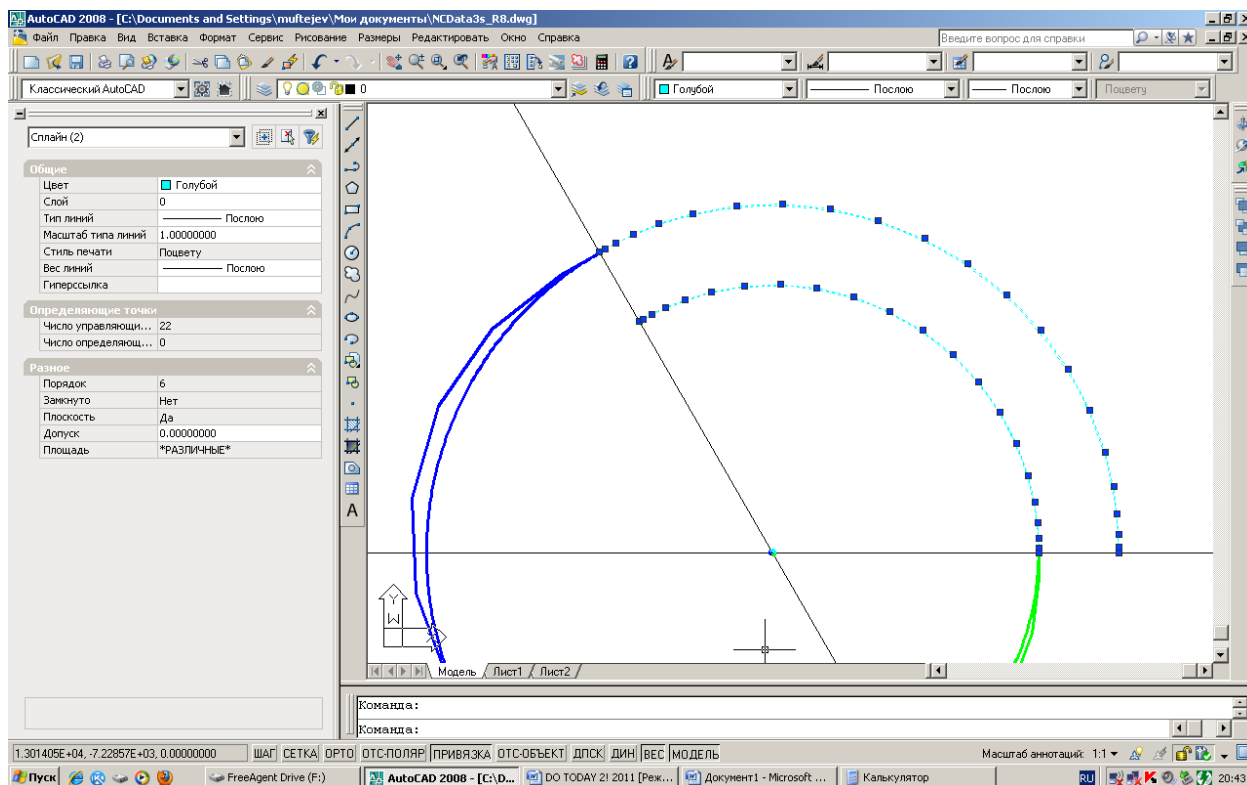 AutoCAD 2008 - [C:\Documents and Settings\muftejev\Мои документы\NCData3s_R8.dwg]
Файл Правка Вид Вставка Формат Сервис Рисование Размеры Редактировать Окно Справка
Введите вопрос для справки
Классический AutoCAD
0
Голубой
Послою
Послою
Поцвету
Сплайн (2)
Общие
Цвет Голубой
Слой 0
Тип линий Послою
Масштаб типа линий 1.00000000
Стиль печати Поцвету
Вес линий Послою
Гиперссылка
Определяющие точки
Число управляющи... 22
Число определяющ... 0
Разное
Порядок 6
Замкнуто Нет
Плоскость Да
Допуск 0.00000000
Площадь *РАЗЛИЧНЫЕ*
A
Y
W
X
Модель Лист1 Лист2
Команда:
Команда:
1.301405E+04, -7.22857E+03, 0.00000000 ШАГ СЕТКА ОРТО ОТС-ПОЛЯР ПРИВЯЗКА ОТС-ОБЪЕКТ ДПСК ДИН ВЕС МОДЕЛЬ Масштаб аннотаций: 1:1
Пуск FreeAgent Drive (F:) AutoCAD 2008 - [C:\D... DO TODAY 2! 2011 [Реж... Документ1 - Microsoft ... Калькулятор RU 20:43